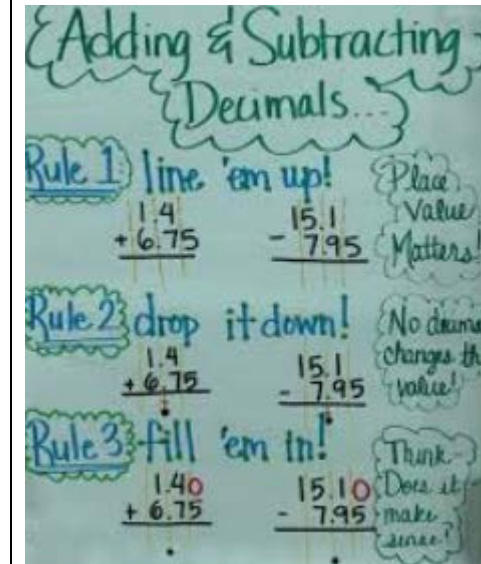 Adding & Subtracting
Decimals...
Rule 1 line 'em up!
1.4
+ 6.75
15.1
- 7.95
Place
Value
Matters!
Rule 2 drop it down!
1.4
+ 6.75
.
15.1
- 7.95
.
No
changes th
value!
Rule 3 fill 'em in!
1.40
+ 6.75
.
15.10
- 7.95
.
Think-
Does it
make
sense?